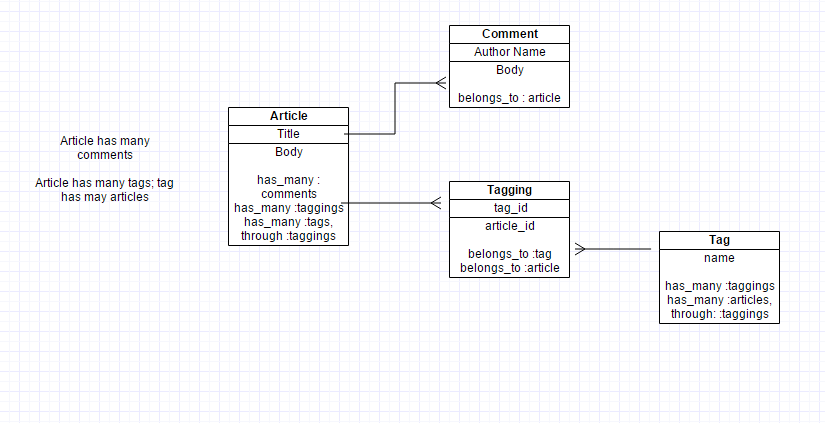 Article has many
comments
Article has many tags; tag
has may articles
Article
Title
Body
has_many :
comments
has_many :taggings
has_many :tags,
through :taggings
Comment
Author Name
Body
belongs_to : article
Tagging
tag_id
article_id
belongs_to :tag
belongs_to :article
Tag
name
has_many :taggings
has_many :articles,
through: :taggings